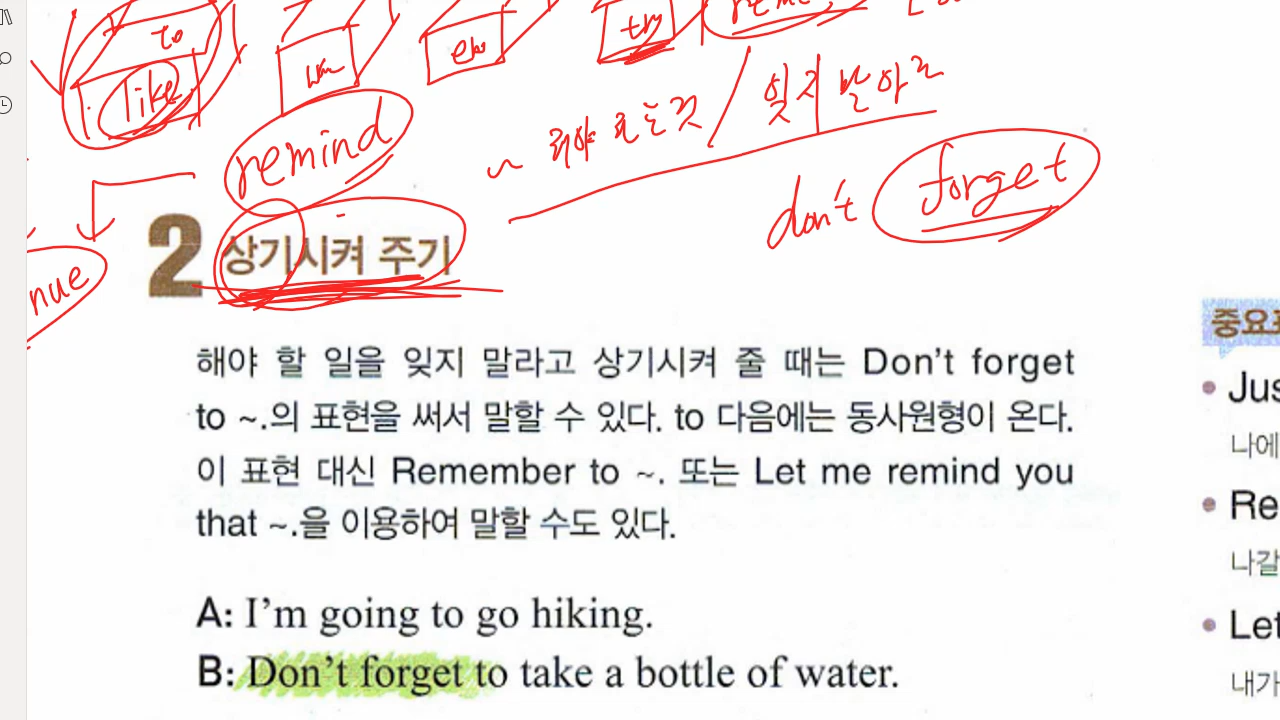 to
like
try
remind
잊지 말아라
don't forget
nue
2 상기시켜 주기
해야 할 일을 잊지 말라고 상기시켜 줄 때는 Don't forget
to ~.의 표현을 써서 말할 수 있다. to 다음에는 동사원형이 온다.
이 표현 대신 Remember to ~. 또는 Let me remind you
that ~.을 이용하여 말할 수도 있다.
A: I'm going to go hiking.
B: Don't forget to take a bottle of water.
중요
Jus
나에
Re
나갈
Let
내가